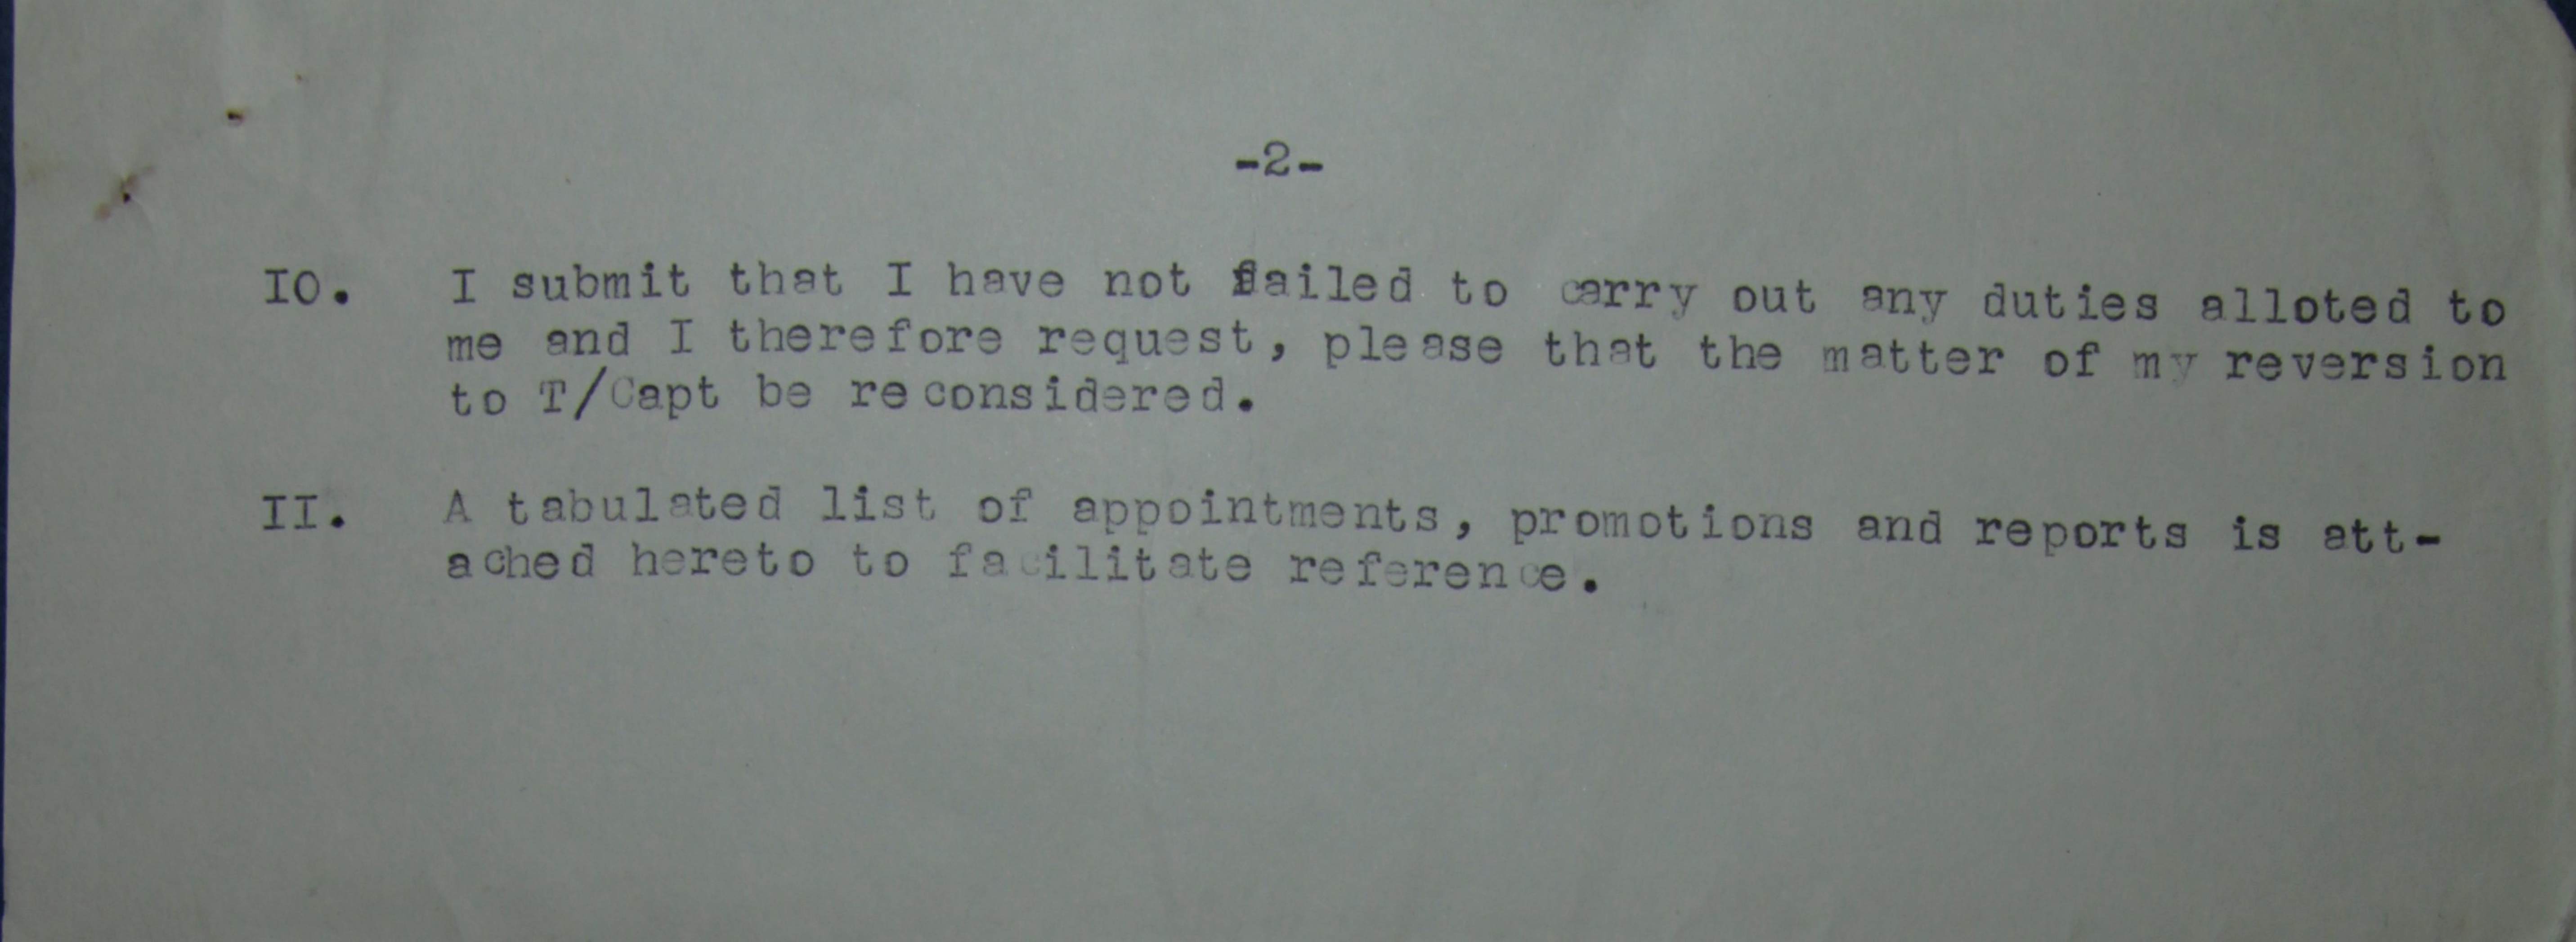 -2-
IO. I submit that I have not failed to carry out any duties alloted to
me and I therefore request, please that the matter of my reversion
to T/Capt be reconsidered.
II. A tabulated list of appointments, promotions and reports is att-
ached hereto to facilitate reference.